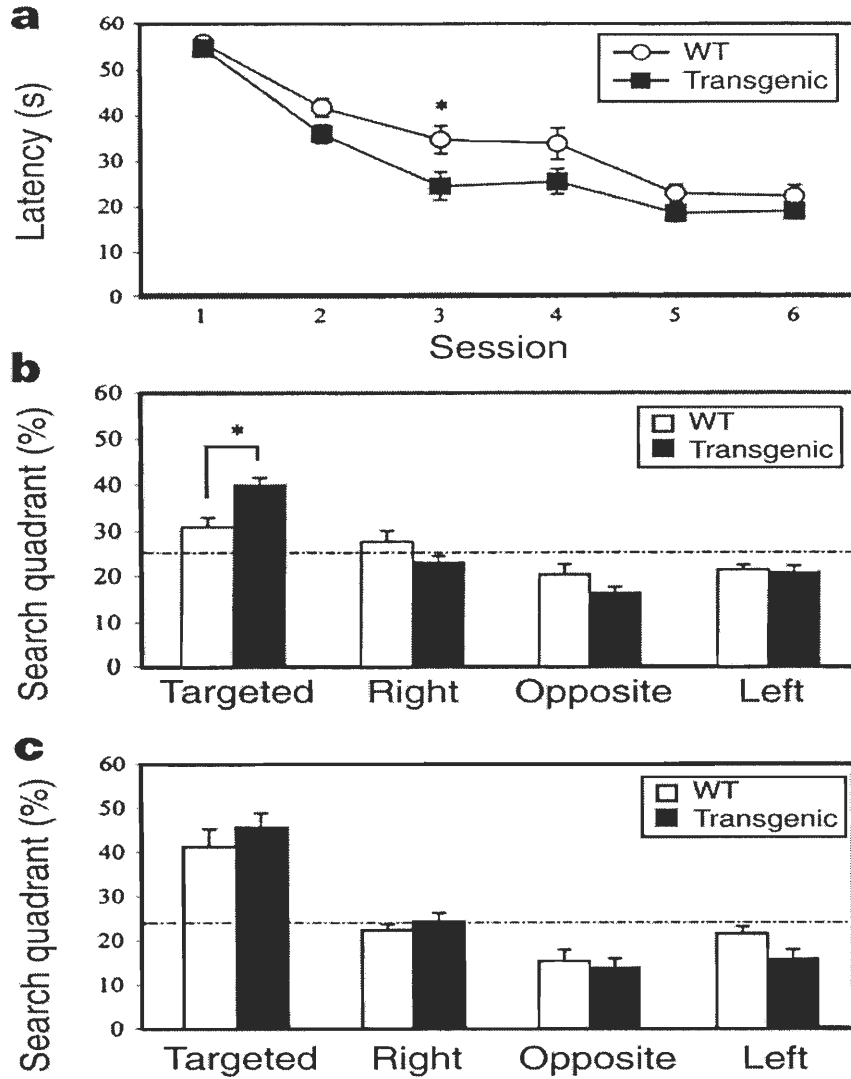 a
60
50
40
30
20
10
0
Latency (s)
WT
Transgenic
*
1 2 3 4 5 6
Session
b
60
50
40
30
20
10
0
Search quadrant (%)
WT
Transgenic
*
Targeted Right Opposite Left
c
60
50
40
30
20
10
0
Search quadrant (%)
WT
Transgenic
Targeted Right Opposite Left